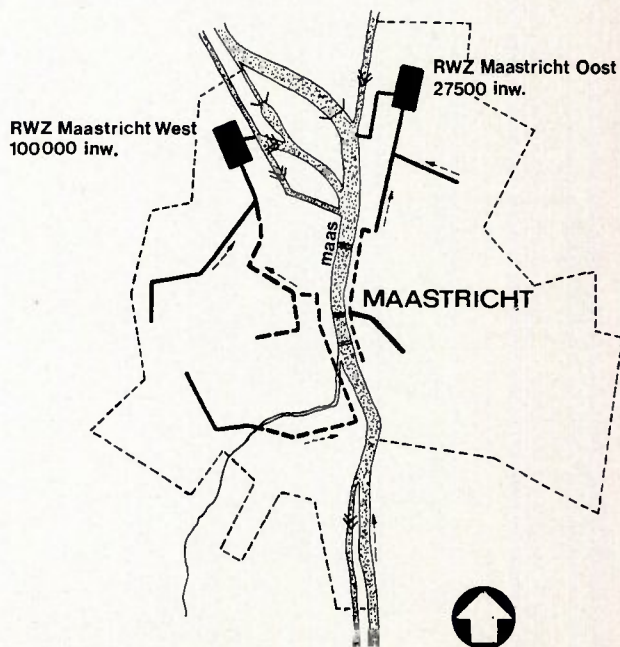 RWZ Maastricht Oost
27500 inw.
RWZ Maastricht West
100000 inw.
maas
MAASTRICHT